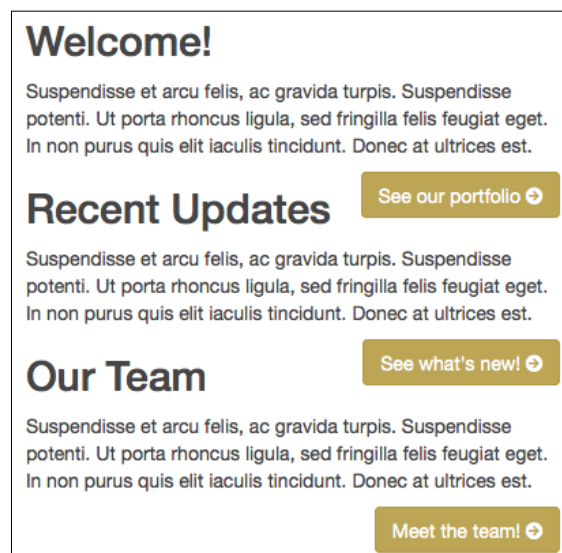 Welcome!
Suspendisse et arcu felis, ac gravida turpis. Suspendisse
potenti. Ut porta rhoncus ligula, sed fringilla felis feugiat eget.
In non purus quis elit iaculis tincidunt. Donec at ultrices est.
See our portfolio
Recent Updates
Suspendisse et arcu felis, ac gravida turpis. Suspendisse
potenti. Ut porta rhoncus ligula, sed fringilla felis feugiat eget.
In non purus quis elit iaculis tincidunt. Donec at ultrices est.
See what's new!
Our Team
Suspendisse et arcu felis, ac gravida turpis. Suspendisse
potenti. Ut porta rhoncus ligula, sed fringilla felis feugiat eget.
In non purus quis elit iaculis tincidunt. Donec at ultrices est.
Meet the team!